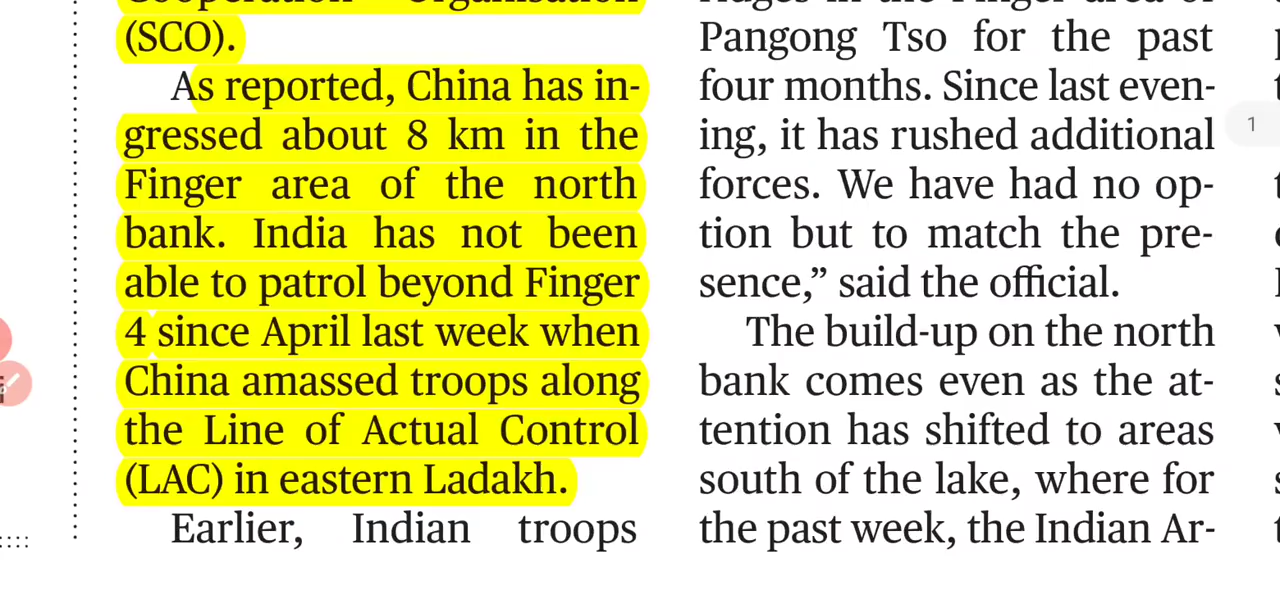 (SCO).
As reported, China has in-
gressed about 8 km in the
Finger area of the north
bank. India has not been
able to patrol beyond Finger
4 since April last week when
China amassed troops along
the Line of Actual Control
(LAC) in eastern Ladakh.
Earlier, Indian troops
Pangong Tso for the past
four months. Since last even-
ing, it has rushed additional
forces. We have had no op-
tion but to match the pre-
sence,” said the official.
The build-up on the north
bank comes even as the at-
tention has shifted to areas
south of the lake, where for
the past week, the Indian Ar-
1